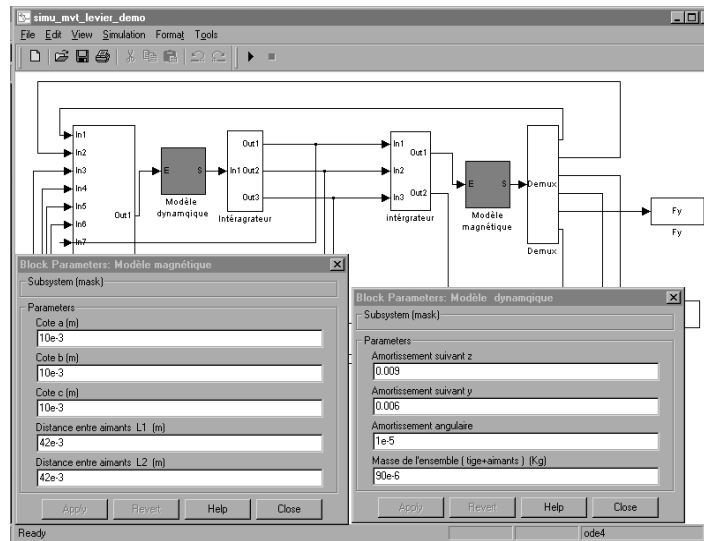 simu_mvt_levier_demo
File Edit View Simulation Format Tools
In1
In2
In3
In4
In5
In6
In7
Out1
E S
Modèle
dynamqique
Out1
In1 Out2
Out3
Intéragrateur
In1
In2
In3
Out1
Out2
intérgrateur
E S
Modèle
magnétique
Demux
Demux
Fy
Fy
Block Parameters: Modèle magnétique
Subsystem (mask)
Parameters
Cote a (m)
10e-3
Cote b (m)
10e-3
Cote c (m)
10e-3
Distance entre aimants L1 (m)
42e-3
Distance entre aimants L2 (m)
42e-3
Apply Revert Help Close
Block Parameters: Modèle dynamqique
Subsystem (mask)
Parameters
Amortissement suivant z
0.009
Amortissement suivant y
0.006
Amortissement angulaire
1e-5
Masse de l'ensemble ( tige+aimants ) (Kg)
90e-6
Apply Revert Help Close
Ready
ode4